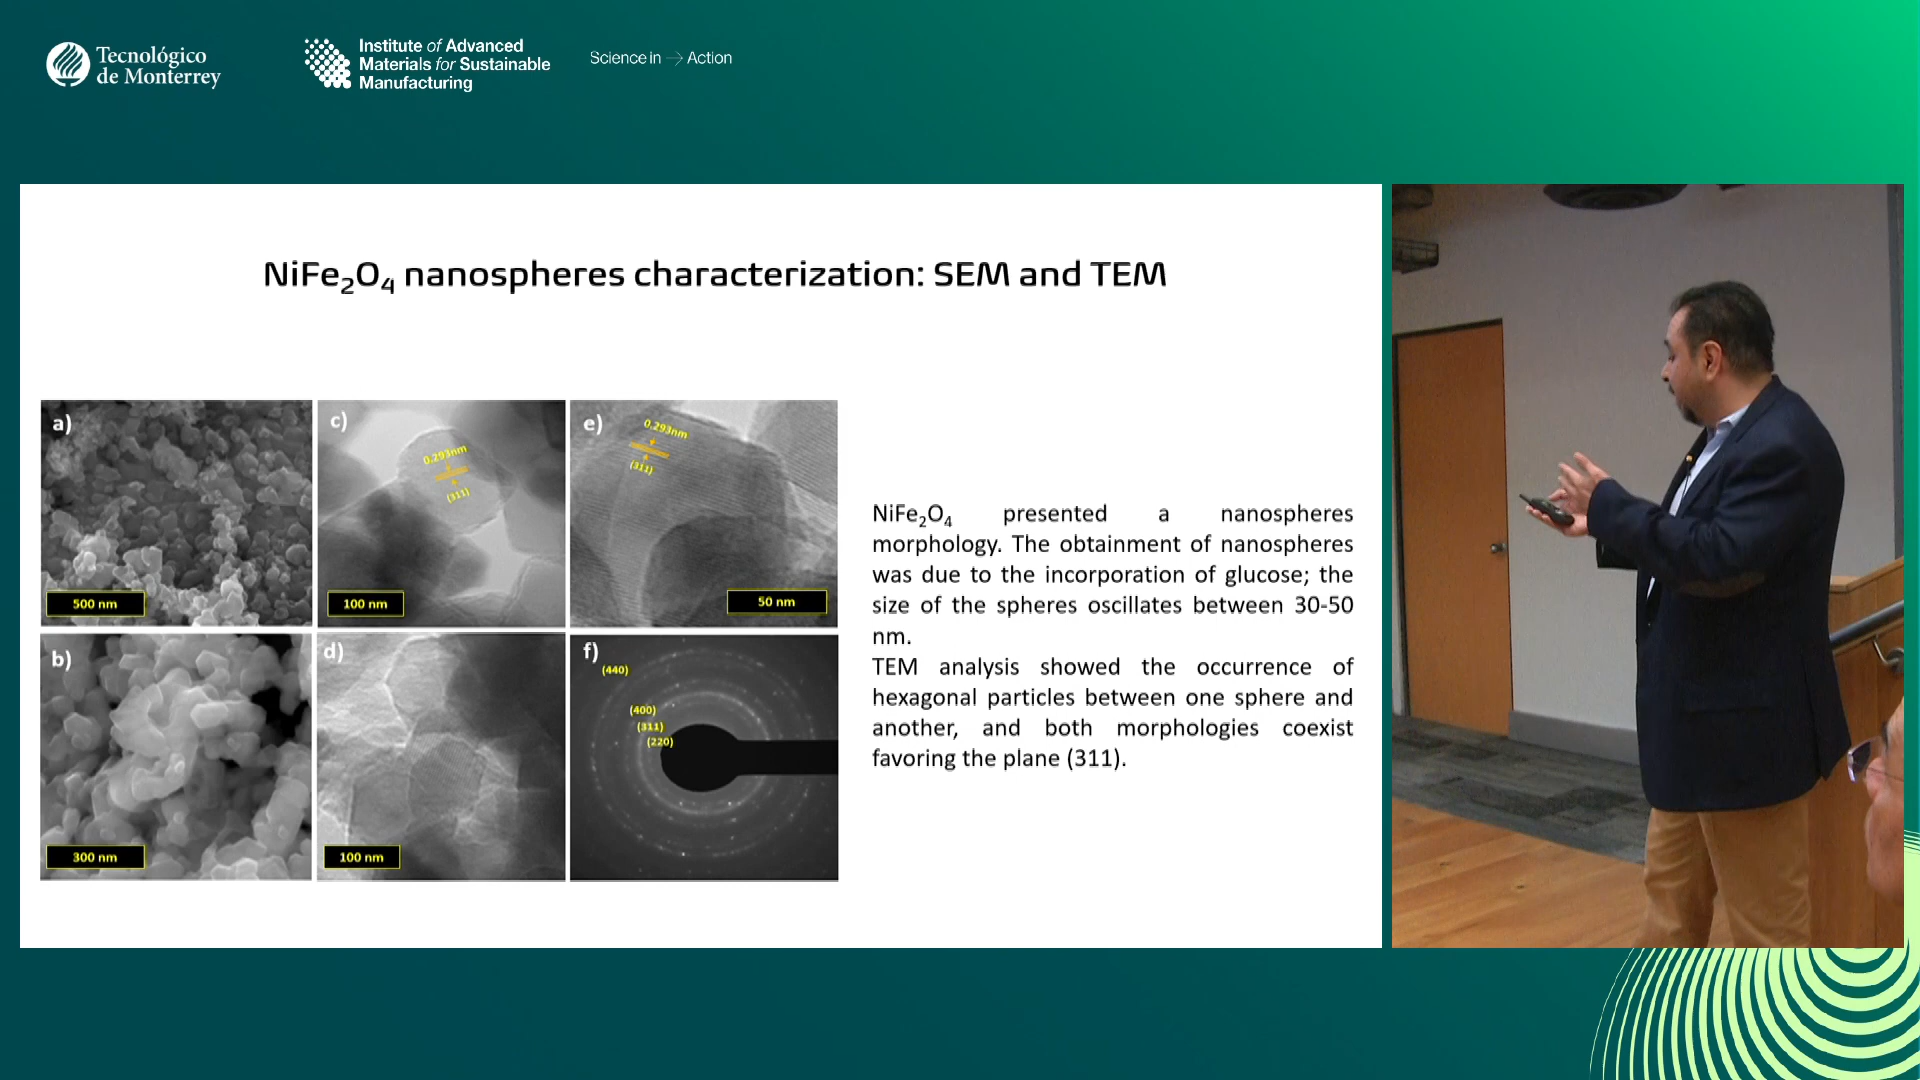 Tecnológico
de Monterrey
Institute of Advanced
Materials for Sustainable
Manufacturing
Science in → Action
NiFe₂O₄ nanospheres characterization: SEM and TEM
a)
500 nm
c)
0.293nm
(311)
100 nm
e)
0.293nm
(311)
50 nm
b)
300 nm
d)
100 nm
f)
(440)
(400)
(311)
(220)
NiFe₂O₄ presented a nanospheres
morphology. The obtainment of nanospheres
was due to the incorporation of glucose; the
size of the spheres oscillates between 30-50
nm.
TEM analysis showed the occurrence of
hexagonal particles between one sphere and
another, and both morphologies coexist
favoring the plane (311).